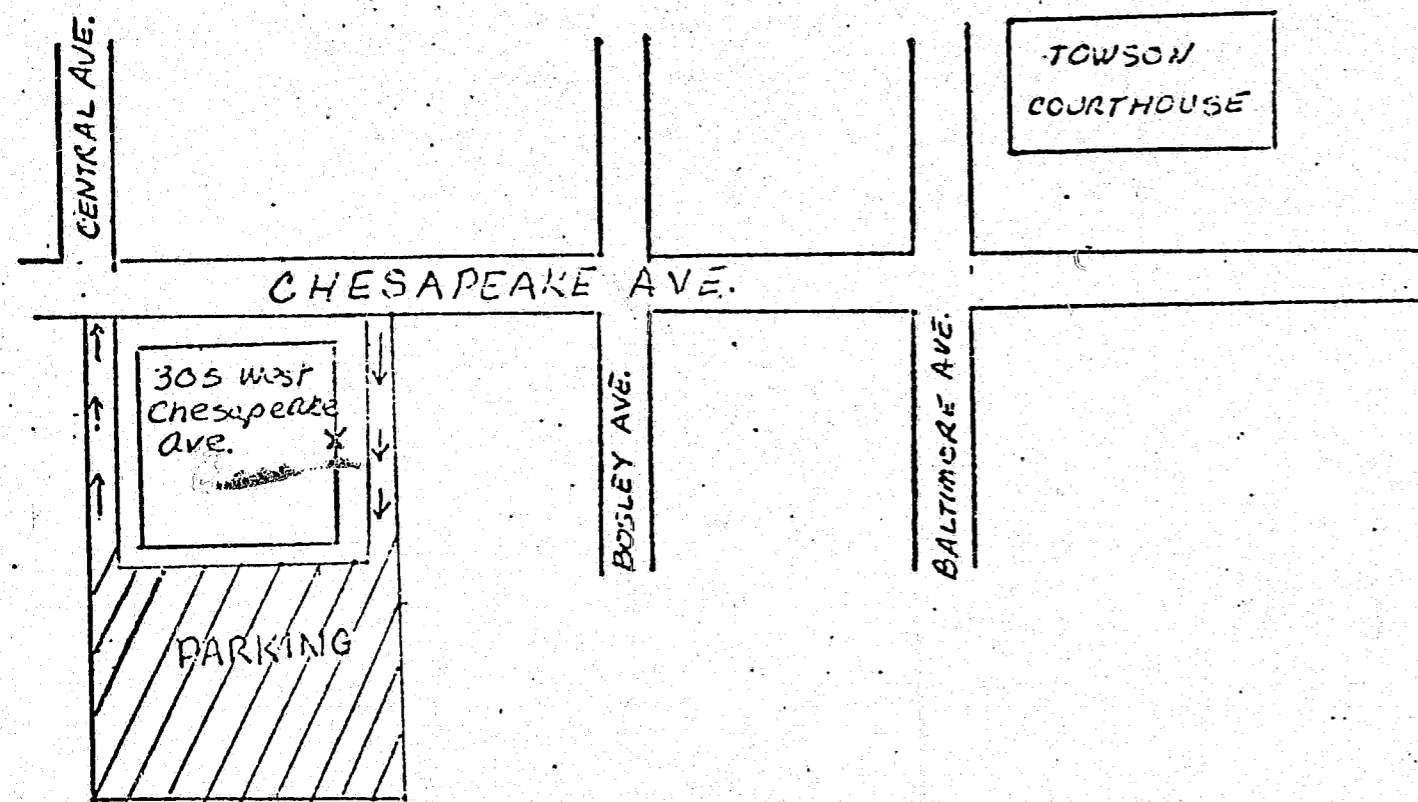 CENTRAL AVE.
TOWSON
COURTHOUSE
CHESAPEAKE AVE.
305 West
Chesapeake
Ave.
X
BOSLEY AVE.
BALTIMORE AVE.
PARKING